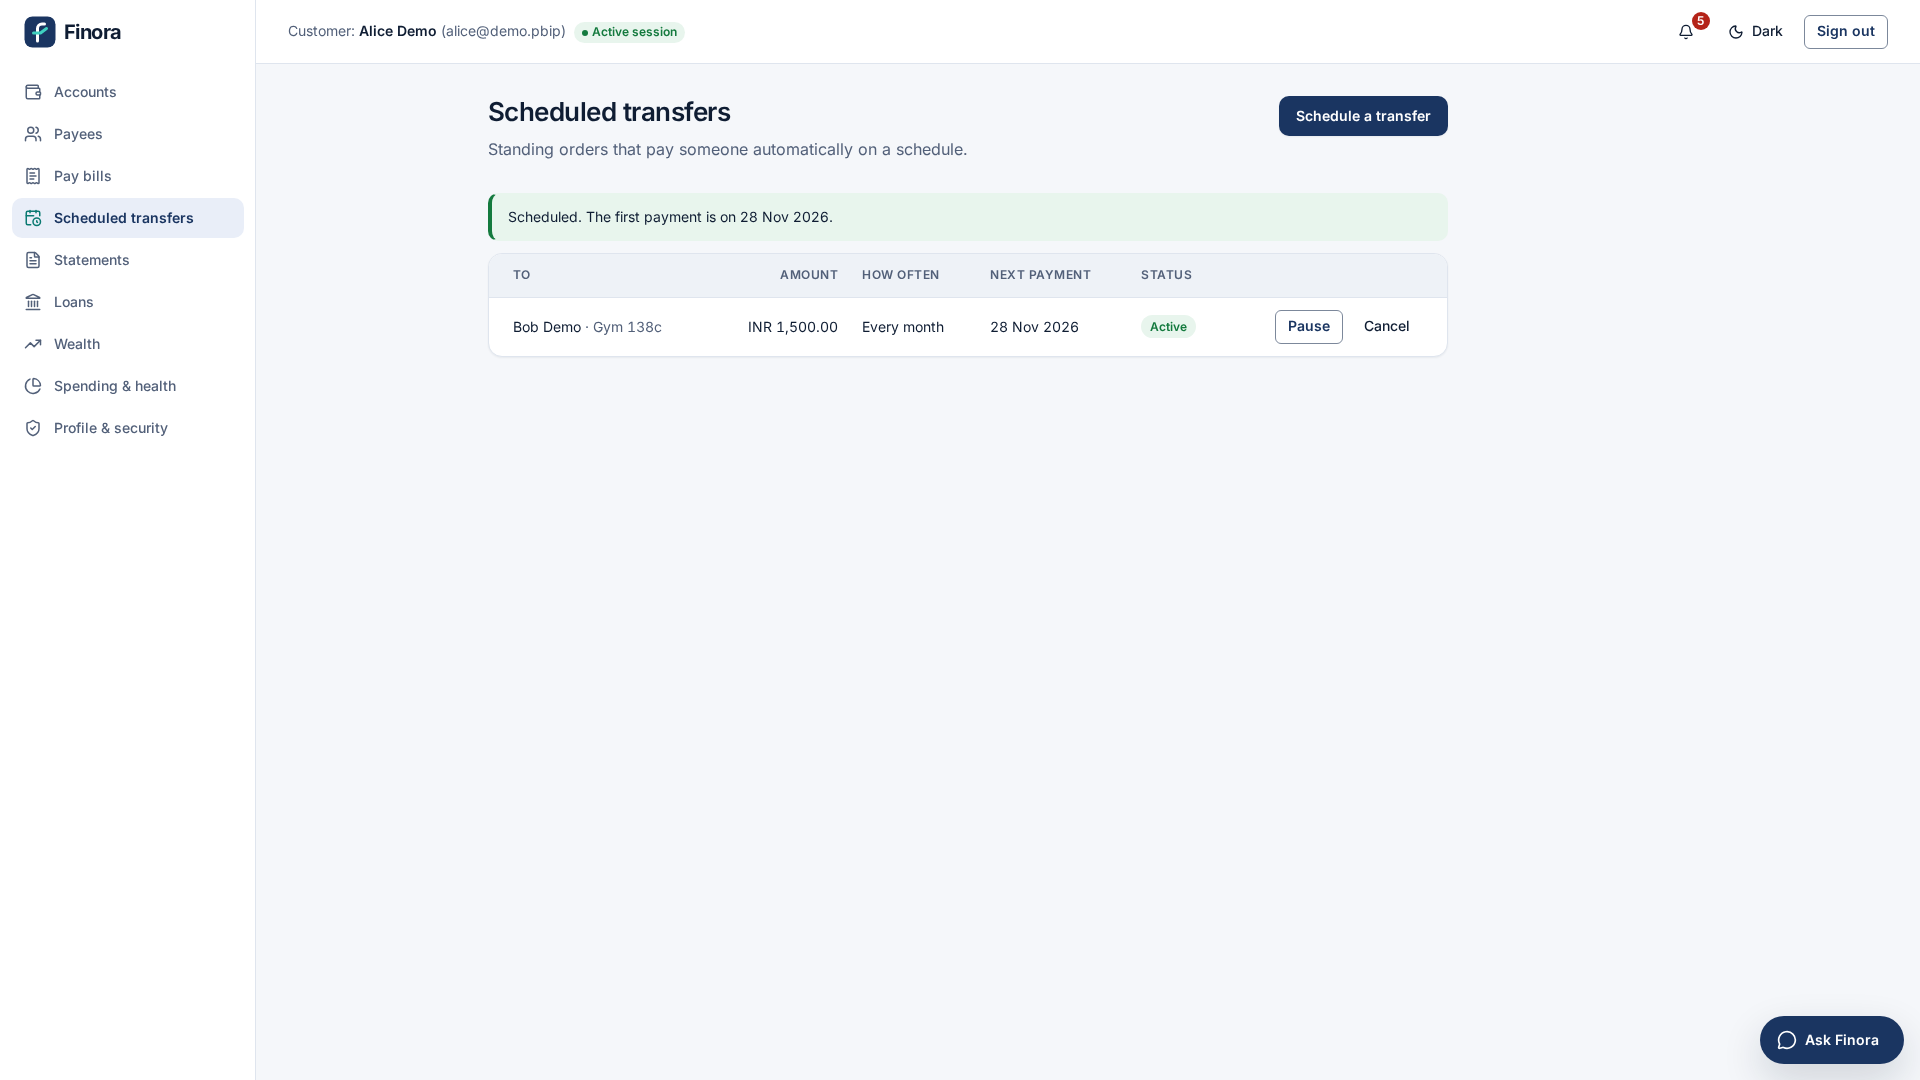 Finora
Customer: Alice Demo (alice@demo.pbip) Active session
5
Dark
Sign out
Accounts
Payees
Pay bills
Scheduled transfers
Statements
Loans
Wealth
Spending & health
Profile & security
Scheduled transfers
Standing orders that pay someone automatically on a schedule.
Schedule a transfer
Scheduled. The first payment is on 28 Nov 2026.
TO AMOUNT HOW OFTEN NEXT PAYMENT STATUS
Bob Demo · Gym 138c INR 1,500.00 Every month 28 Nov 2026 Active Pause Cancel
Ask Finora